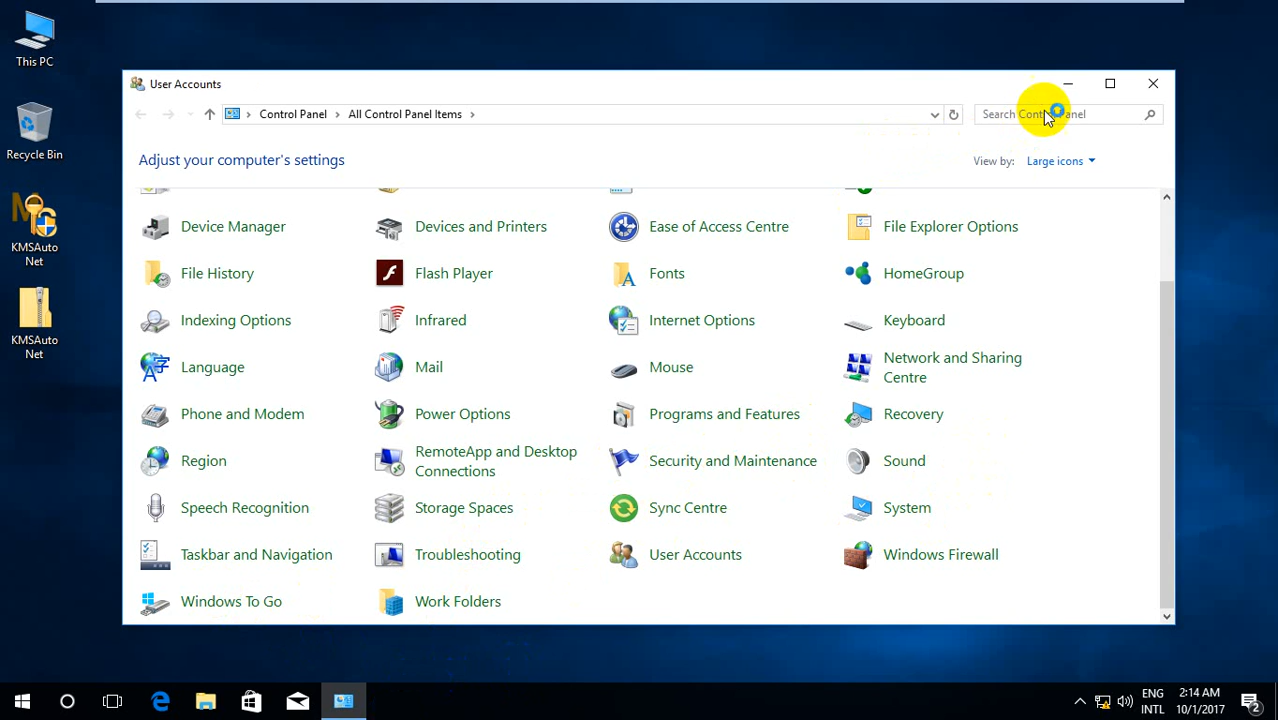 This PC
Recycle Bin
KMSAuto
Net
KMSAuto
Net
User Accounts
Control Panel
All Control Panel Items
Search Control Panel
Adjust your computer's settings
View by:
Large icons
Device Manager
Devices and Printers
Ease of Access Centre
File Explorer Options
File History
Flash Player
Fonts
HomeGroup
Indexing Options
Infrared
Internet Options
Keyboard
Language
Mail
Mouse
Network and Sharing
Centre
Phone and Modem
Power Options
Programs and Features
Recovery
Region
RemoteApp and Desktop
Connections
Security and Maintenance
Sound
Speech Recognition
Storage Spaces
Sync Centre
System
Taskbar and Navigation
Troubleshooting
User Accounts
Windows Firewall
Windows To Go
Work Folders
ENG
INTL
2:14 AM
10/1/2017
2